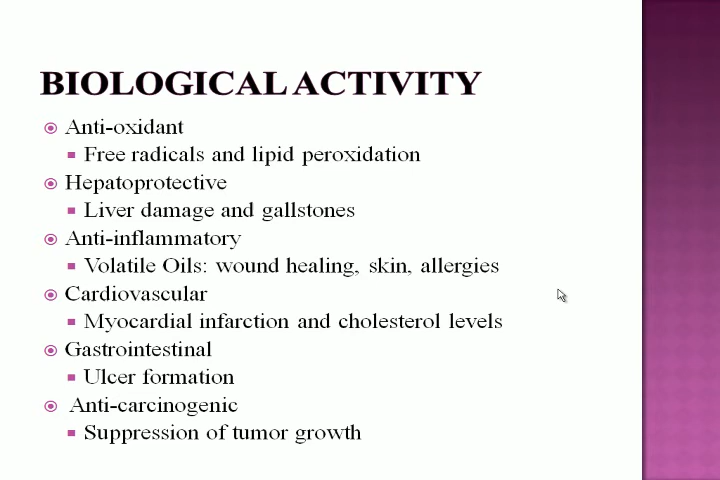 BIOLOGICAL ACTIVITY
Anti-oxidant
Free radicals and lipid peroxidation
Hepatoprotective
Liver damage and gallstones
Anti-inflammatory
Volatile Oils: wound healing, skin, allergies
Cardiovascular
Myocardial infarction and cholesterol levels
Gastrointestinal
Ulcer formation
Anti-carcinogenic
Suppression of tumor growth